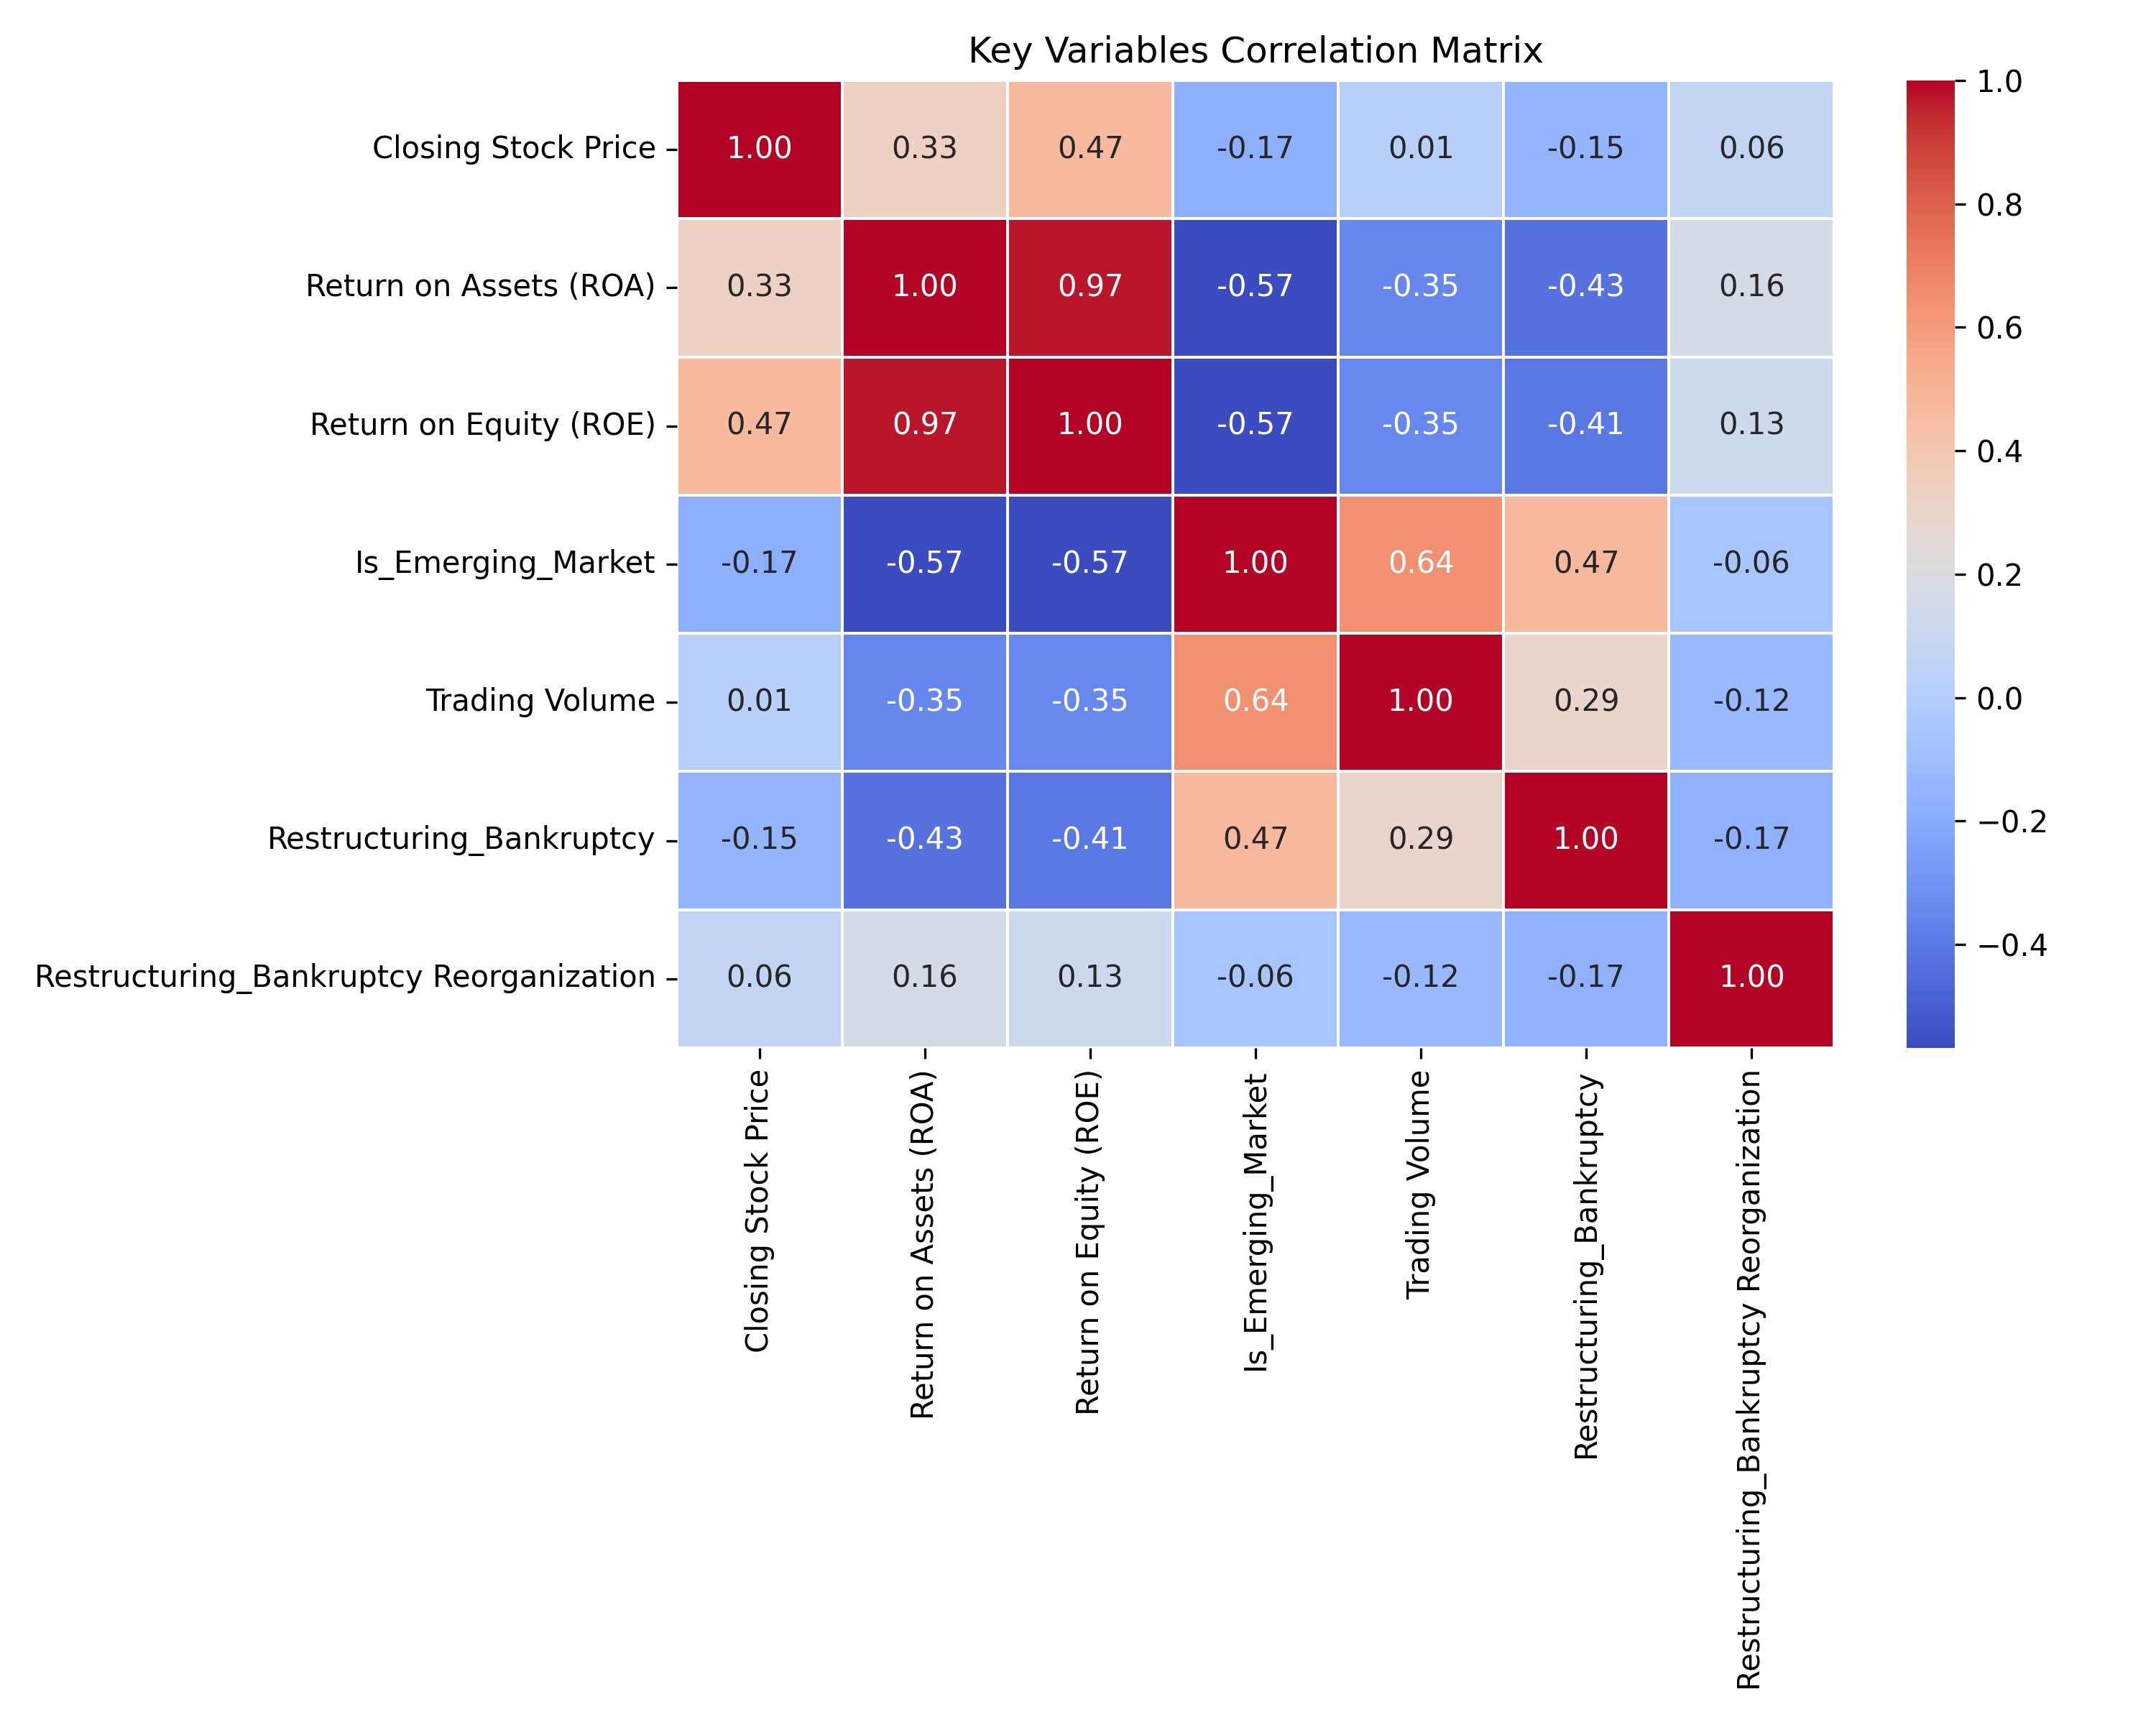 Key Variables Correlation Matrix
Closing Stock Price 1.00 0.33 0.47 -0.17 0.01 -0.15 0.06
Return on Assets (ROA) 0.33 1.00 0.97 -0.57 -0.35 -0.43 0.16
Return on Equity (ROE) 0.47 0.97 1.00 -0.57 -0.35 -0.41 0.13
Is_Emerging_Market -0.17 -0.57 -0.57 1.00 0.64 0.47 -0.06
Trading Volume 0.01 -0.35 -0.35 0.64 1.00 0.29 -0.12
Restructuring_Bankruptcy -0.15 -0.43 -0.41 0.47 0.29 1.00 -0.17
Restructuring_Bankruptcy Reorganization 0.06 0.16 0.13 -0.06 -0.12 -0.17 1.00
Closing Stock Price
Return on Assets (ROA)
Return on Equity (ROE)
Is_Emerging_Market
Trading Volume
Restructuring_Bankruptcy
Restructuring_Bankruptcy Reorganization
1.0
0.8
0.6
0.4
0.2
0.0
−0.2
−0.4